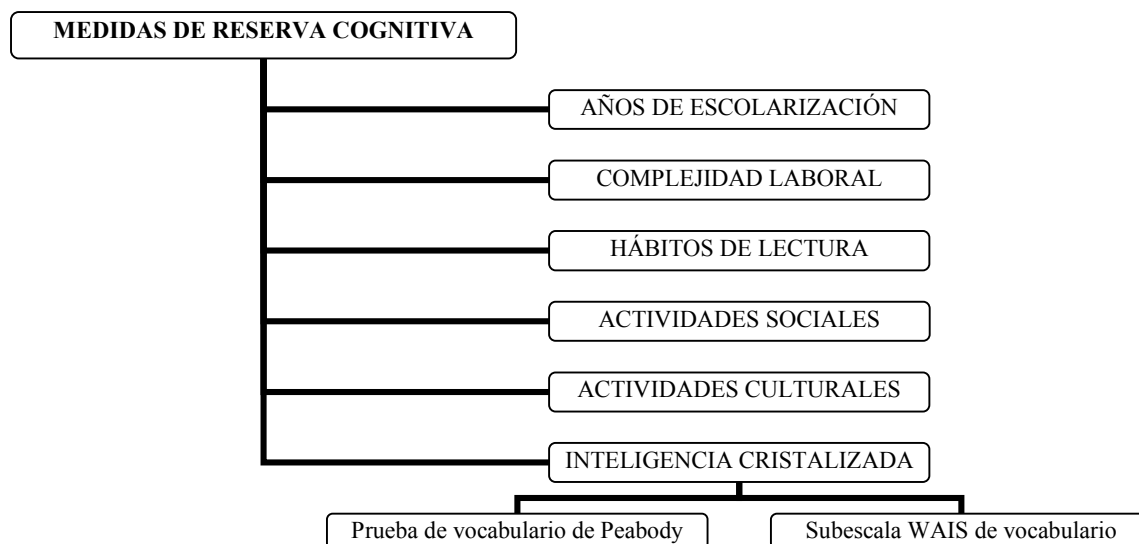 MEDIDAS DE RESERVA COGNITIVA
AÑOS DE ESCOLARIZACIÓN
COMPLEJIDAD LABORAL
HÁBITOS DE LECTURA
ACTIVIDADES SOCIALES
ACTIVIDADES CULTURALES
INTELIGENCIA CRISTALIZADA
Prueba de vocabulario de Peabody
Subescala WAIS de vocabulario